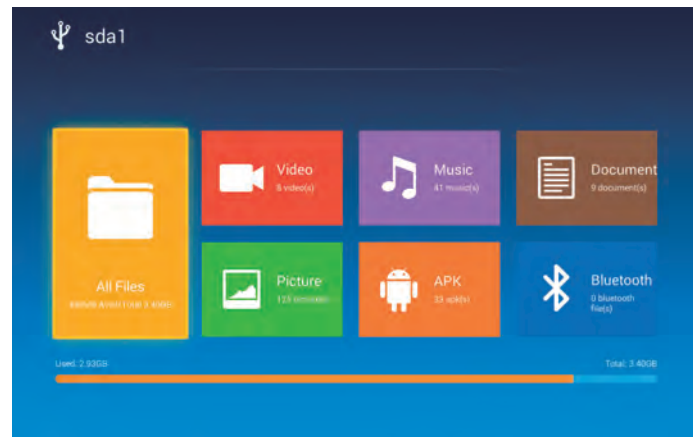 sda1
All Files
Video
8 video(s)
Music
41 music(s)
Document
9 document(s)
Picture
APK
33 apk(s)
Bluetooth
0 bluetooth
file(s)
Used: 2.93GB
Total: 3.40GB